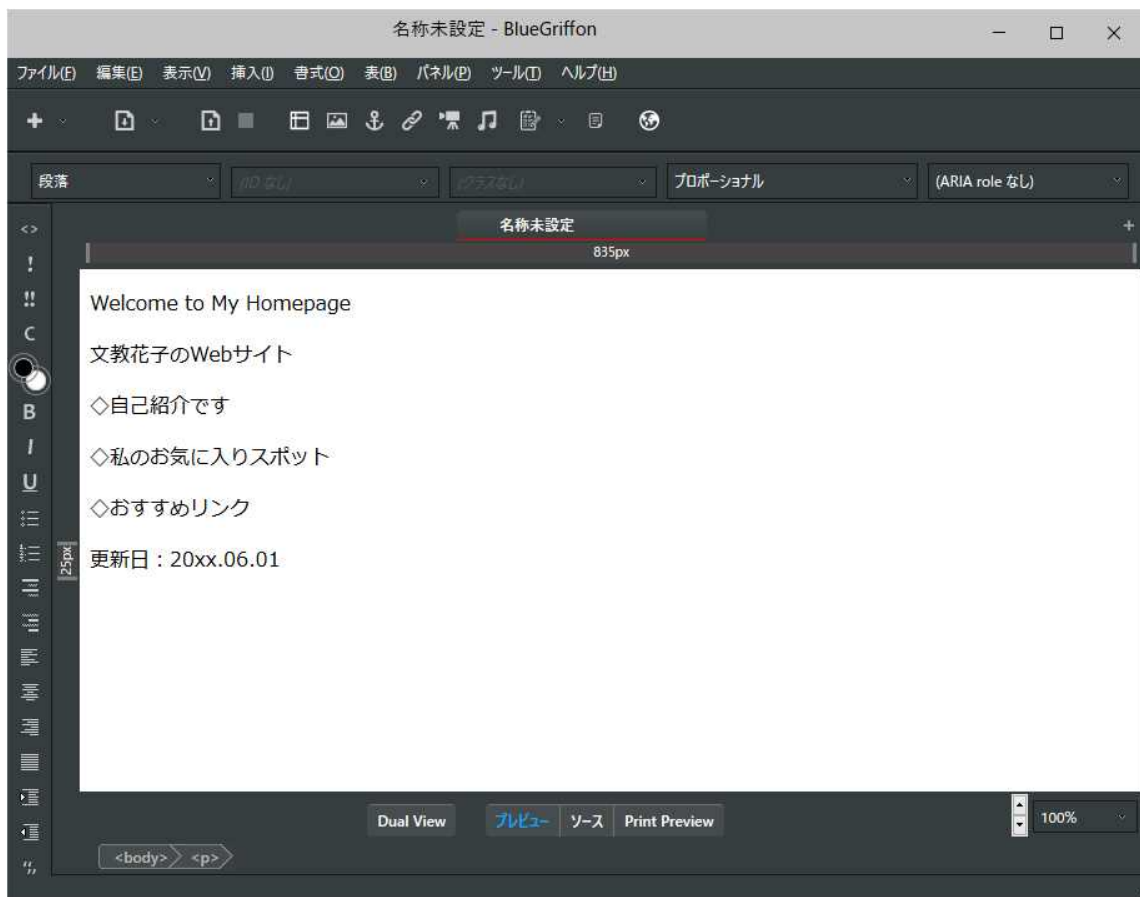 名称未設定 - BlueGriffon
ファイル(F) 編集(E) 表示(V) 挿入(I) 書式(O) 表(B) パネル(P) ツール(T) ヘルプ(H)
段落 (ID なし) (クラスなし) プロポーショナル (ARIA role なし)
名称未設定
835px
Welcome to My Homepage
文教花子のWebサイト
◇自己紹介です
◇私のお気に入りスポット
◇おすすめリンク
更新日：20xx.06.01
25px
! 
!!
C
B
I
U
Dual View プレビュー ソース Print Preview 100%
<body> <p>